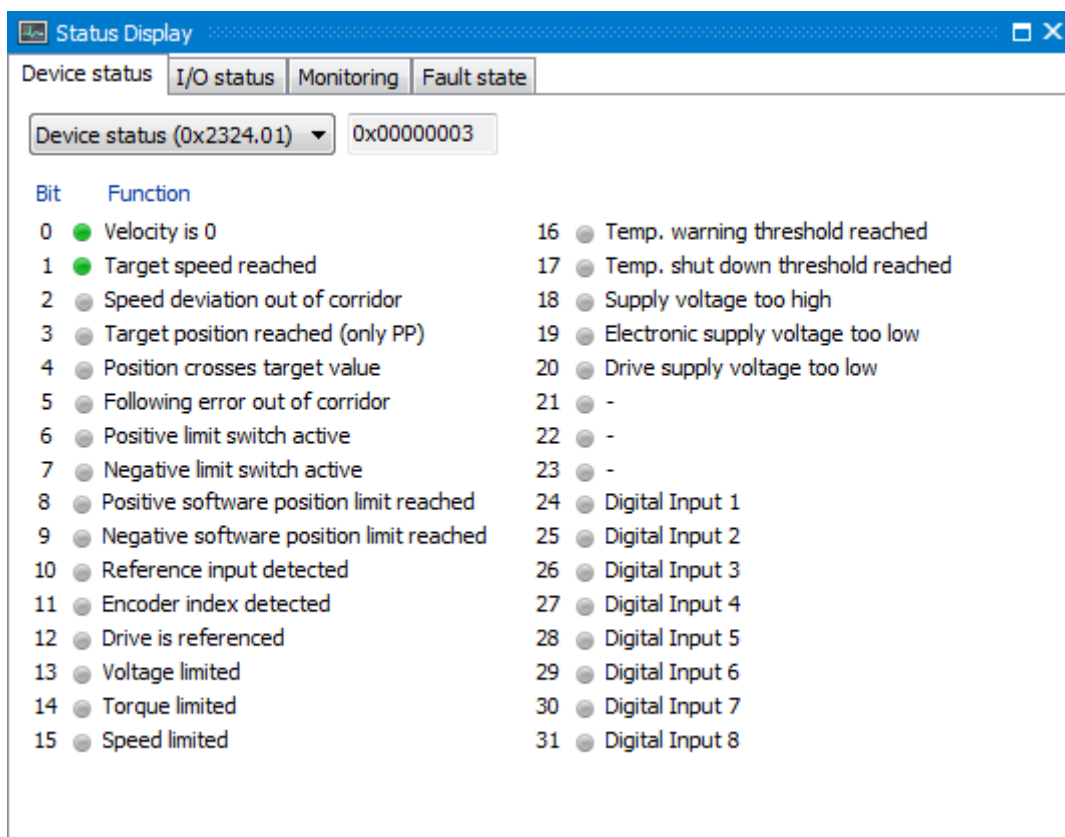 Status Display
Device status I/O status Monitoring Fault state
Device status (0x2324.01) 0x00000003
Bit Function
0 Velocity is 0
1 Target speed reached
2 Speed deviation out of corridor
3 Target position reached (only PP)
4 Position crosses target value
5 Following error out of corridor
6 Positive limit switch active
7 Negative limit switch active
8 Positive software position limit reached
9 Negative software position limit reached
10 Reference input detected
11 Encoder index detected
12 Drive is referenced
13 Voltage limited
14 Torque limited
15 Speed limited
16 Temp. warning threshold reached
17 Temp. shut down threshold reached
18 Supply voltage too high
19 Electronic supply voltage too low
20 Drive supply voltage too low
21 -
22 -
23 -
24 Digital Input 1
25 Digital Input 2
26 Digital Input 3
27 Digital Input 4
28 Digital Input 5
29 Digital Input 6
30 Digital Input 7
31 Digital Input 8